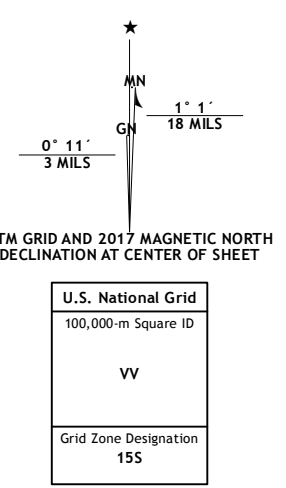 MN
1° 1´
18 MILS
GN
0° 11´
3 MILS
TM GRID AND 2017 MAGNETIC NORTH
DECLINATION AT CENTER OF SHEET
U.S. National Grid
100,000-m Square ID
VV
Grid Zone Designation
15S